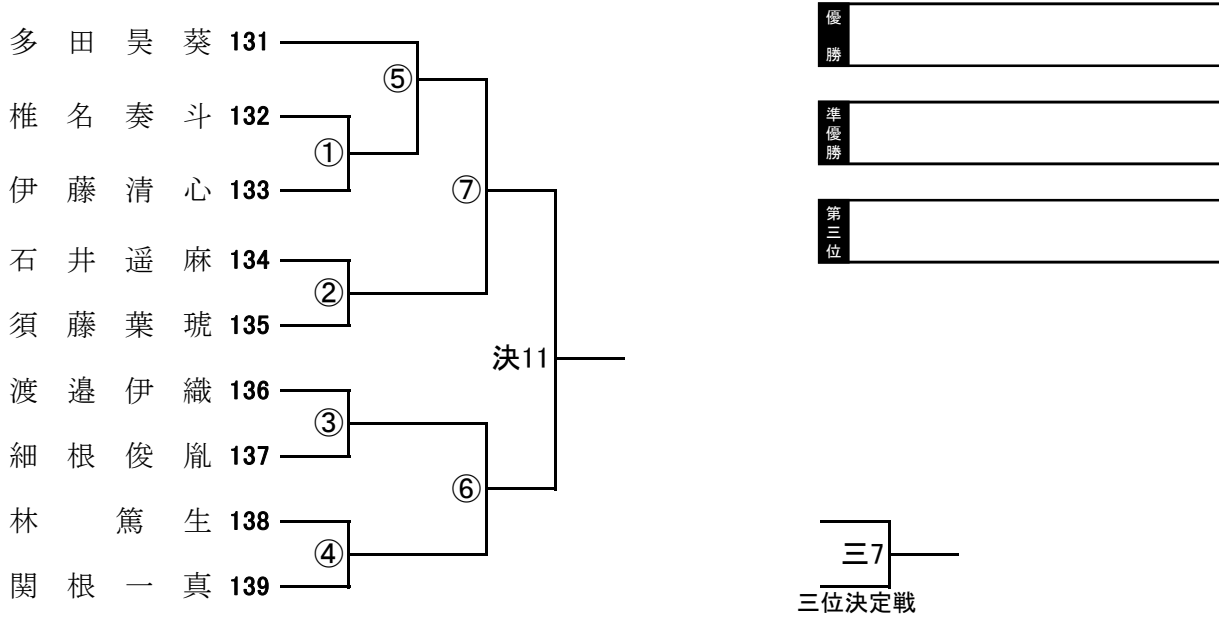 多田昊葵 131
⑤
椎名奏斗 132
①
伊藤清心 133
⑦
石井遥麻 134
②
須藤葉琥 135
決11
渡邉伊織 136
③
細根俊胤 137
⑥
林篤生 138
④
関根一真 139
優勝
準優勝
第三位
三7
三位決定戦